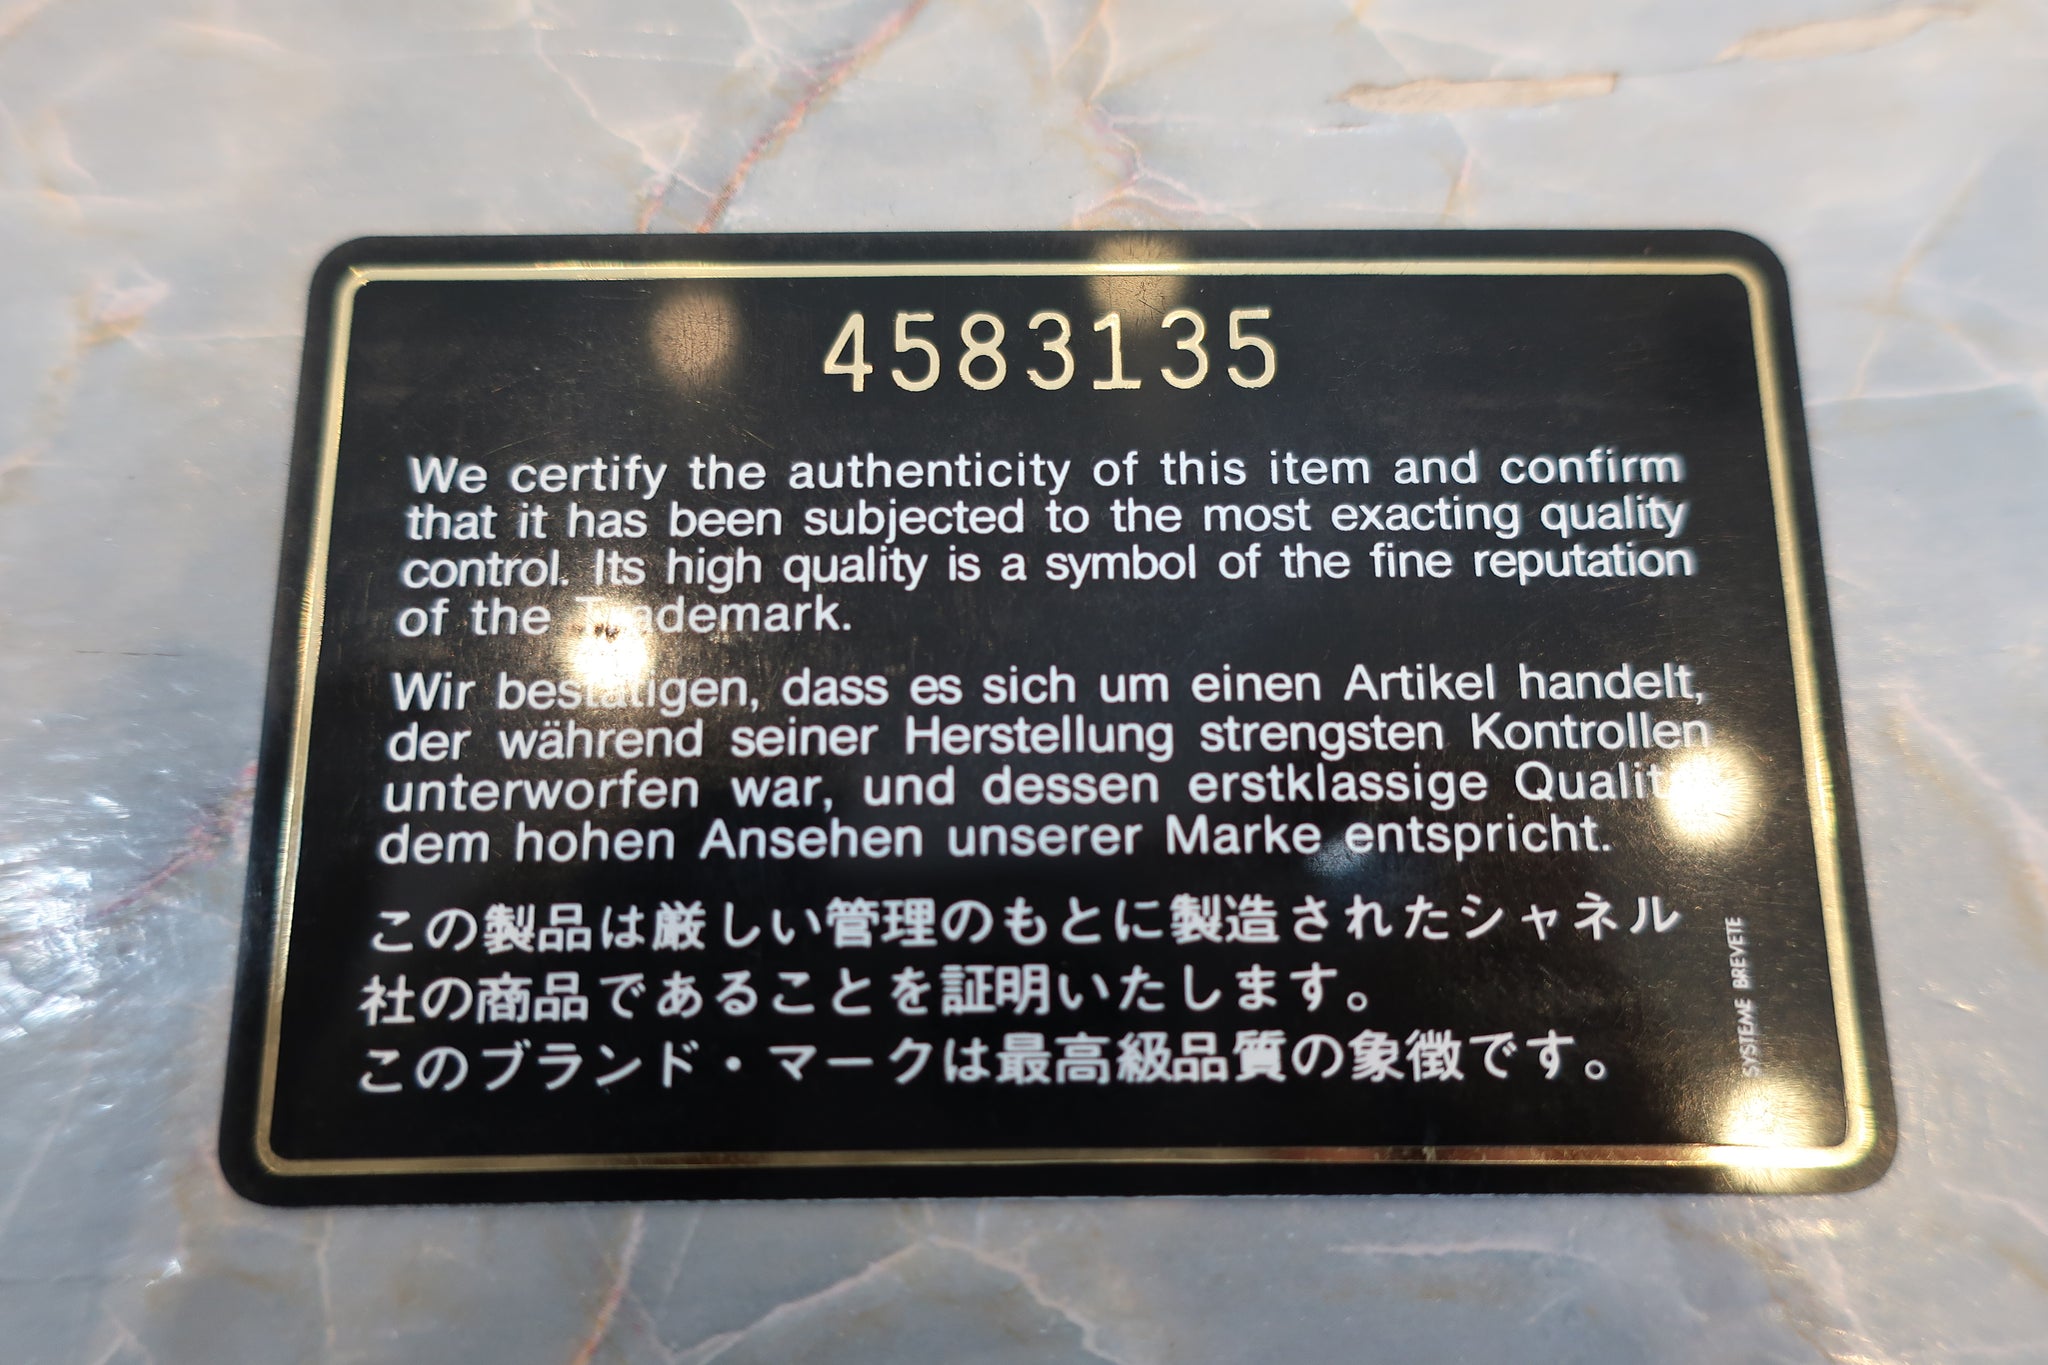 4583135
We certify the authenticity of this item and confirm
that it has been subjected to the most exacting quality
control. Its high quality is a symbol of the fine reputation
of the Trademark.
Wir bestätigen, dass es sich um einen Artikel handelt,
der während seiner Herstellung strengsten Kontrollen
unterworfen war, und dessen erstklassige
dem hohen Ansehen unserer Marke entspricht.
この製品は厳しい管理のもとに製造されたシャネル
社の商品であることを証明いたします。
このブランド・マークは最高級品質の象徴です。
SYSTEME BREVETE